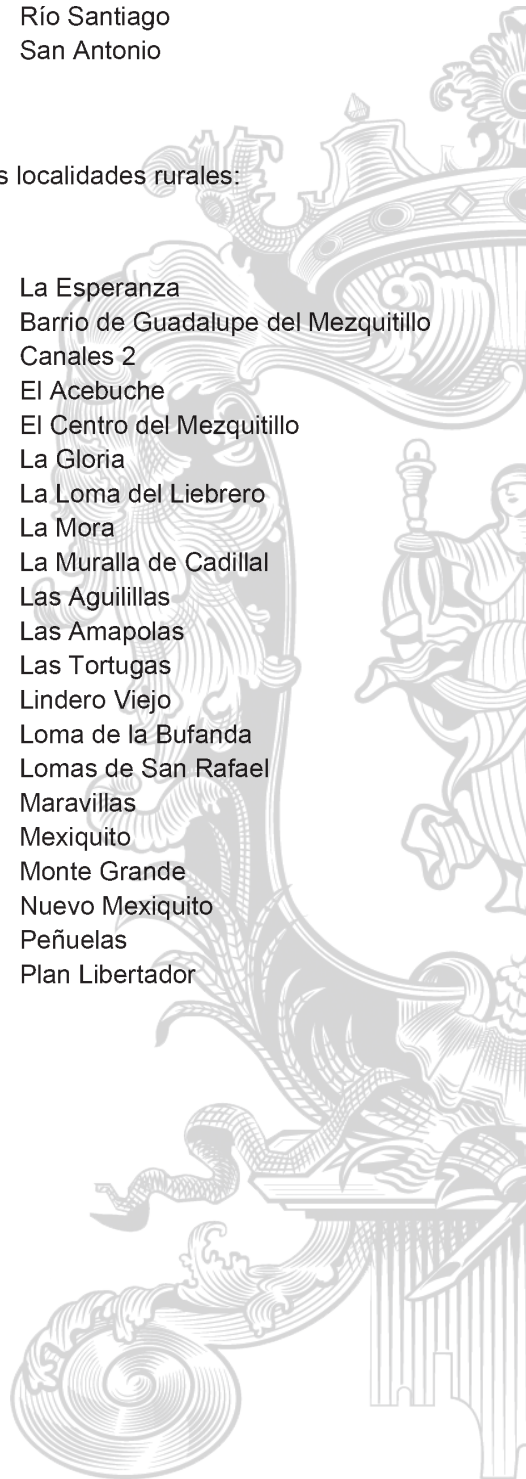 Río Santiago
San Antonio
s localidades rurales:
La Esperanza
Barrio de Guadalupe del Mezquitillo
Canales 2
El Acebuche
El Centro del Mezquitillo
La Gloria
La Loma del Liebrero
La Mora
La Muralla de Cadillal
Las Aguilillas
Las Amapolas
Las Tortugas
Lindero Viejo
Loma de la Bufanda
Lomas de San Rafael
Maravillas
Mexiquito
Monte Grande
Nuevo Mexiquito
Peñuelas
Plan Libertador